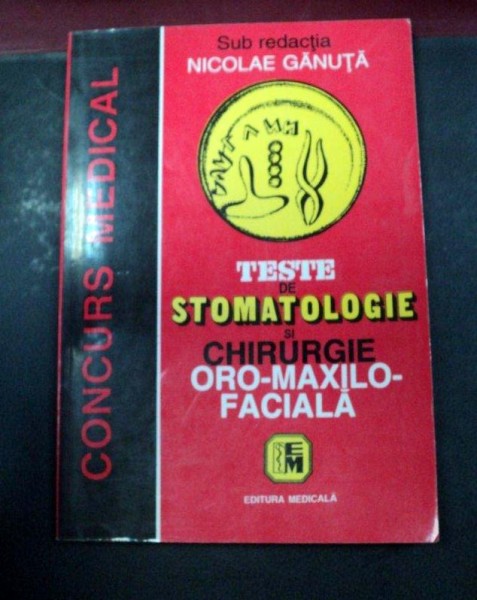 Sub redacția
NICOLAE GĂNUȚĂ
CONCURS MEDICAL
TESTE
DE
STOMATOLOGIE
și
CHIRURGIE
ORO-MAXILO-
FACIALĂ
EM
EDITURA MEDICALĂ